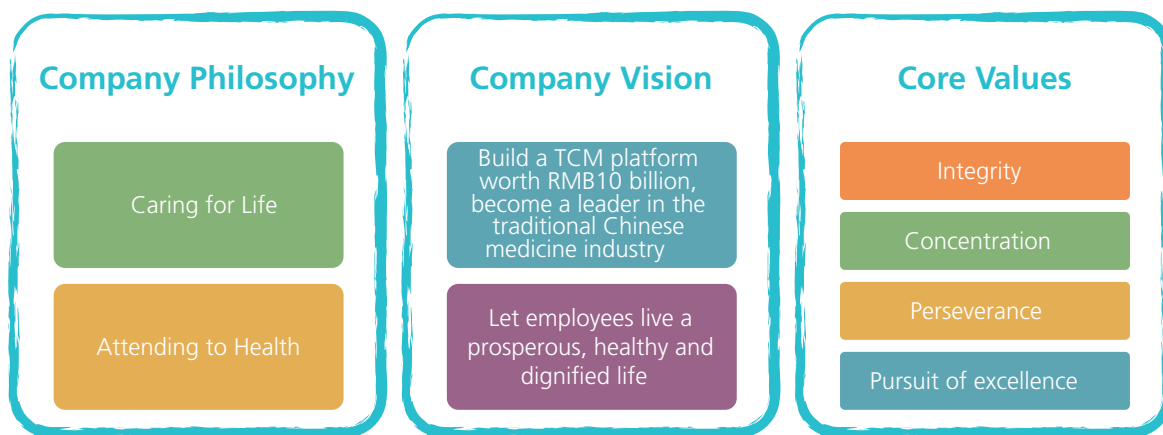 Company Philosophy
Caring for Life
Attending to Health
Company Vision
Build a TCM platform
worth RMB10 billion,
become a leader in the
traditional Chinese
medicine industry
Let employees live a
prosperous, healthy and
dignified life
Core Values
Integrity
Concentration
Perseverance
Pursuit of excellence